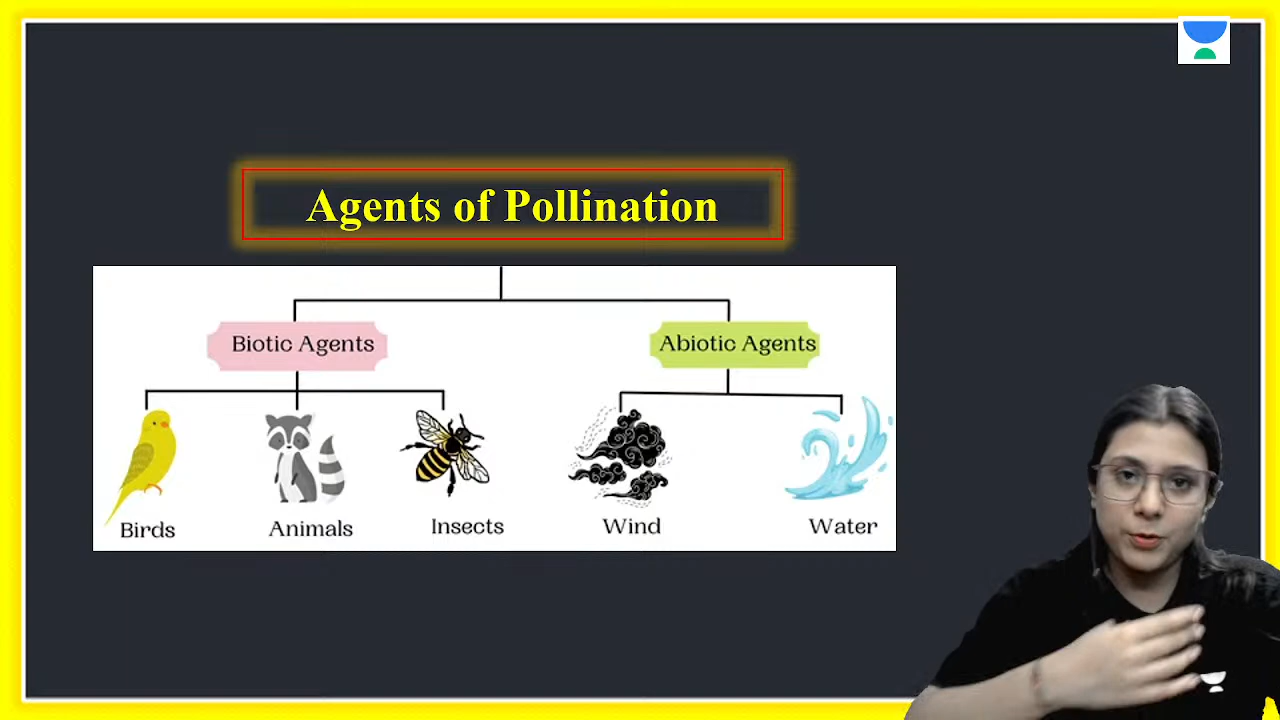 Agents of Pollination
Biotic Agents
Abiotic Agents
Birds
Animals
Insects
Wind
Water